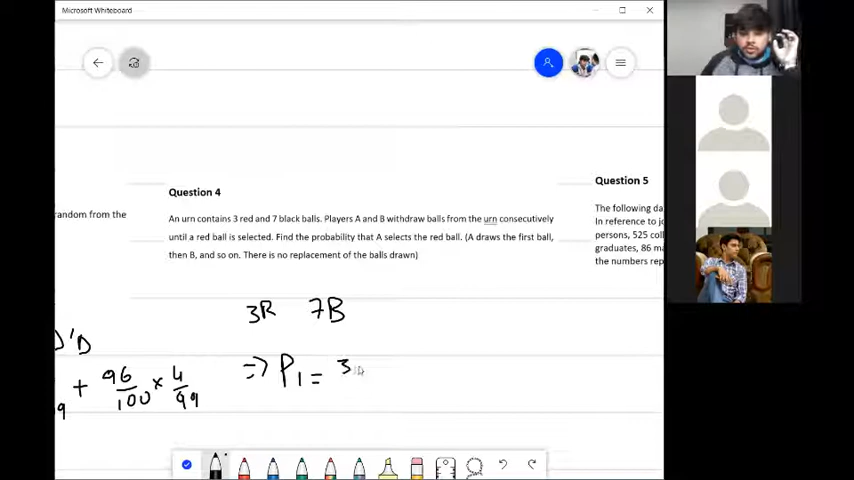 Microsoft Whiteboard
Question 4
An urn contains 3 red and 7 black balls. Players A and B withdraw balls from the urn consecutively
until a red ball is selected. Find the probability that A selects the red ball. (A draws the first ball,
then B, and so on. There is no replacement of the balls drawn)
Question 5
The following da
In reference to j
persons, 525 coll
graduates, 86 ma
the numbers rep
andom from the
3R 7B
D'D
+ 96/100 × 4/99
9
⇒ P1 = 3